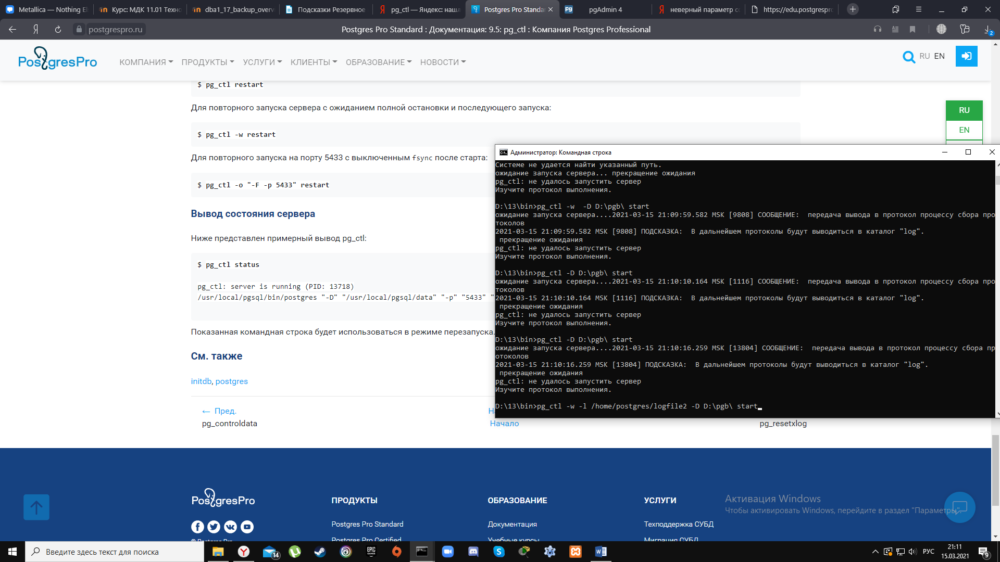 Metallica — Nothing El
Курс: МДК 11.01 Техно
dba1_17_backup_overv
Подсказки Резервное
pg_ctl — Яндекс: нашл
Postgres Pro Standa
pgAdmin 4
неверный параметр со
https://edu.postgrespro
postgrespro.ru
Postgres Pro Standard : Документация: 9.5: pg_ctl : Компания Postgres Professional
2
PostgresPro
КОМПАНИЯ ПРОДУКТЫ УСЛУГИ КЛИЕНТЫ ОБРАЗОВАНИЕ НОВОСТИ
RU EN
$ pg_ctl restart
Для повторного запуска сервера с ожиданием полной остановки и последующего запуска:
$ pg_ctl -w restart
Для повторного запуска на порту 5433 с выключенным fsync после старта:
$ pg_ctl -o "-F -p 5433" restart
Вывод состояния сервера
Ниже представлен примерный вывод pg_ctl:
$ pg_ctl status
pg_ctl: server is running (PID: 13718)
/usr/local/pgsql/bin/postgres "-D" "/usr/local/pgsql/data" "-p" "5433" "
Показанная командная строка будет использоваться в режиме перезапуска.
См. также
initdb, postgres
← Пред.
pg_controldata
Начало
pg_resetxlog
RU
EN
Администратор: Командная строка
Системе не удается найти указанный путь.
ожидание запуска сервера... прекращение ожидания
pg_ctl: не удалось запустить сервер
Изучите протокол выполнения.
D:\13\bin>pg_ctl -w  -D D:\pgb\ start
ожидание запуска сервера....2021-03-15 21:09:59.582 MSK [9808] СООБЩЕНИЕ:  передача вывода в протокол процессу сбора про
токолов
2021-03-15 21:09:59.582 MSK [9808] ПОДСКАЗКА:  В дальнейшем протоколы будут выводиться в каталог "log".
прекращение ожидания
pg_ctl: не удалось запустить сервер
Изучите протокол выполнения.
D:\13\bin>pg_ctl -D D:\pgb\ start
ожидание запуска сервера....2021-03-15 21:10:10.164 MSK [1116] СООБЩЕНИЕ:  передача вывода в протокол процессу сбора про
токолов
2021-03-15 21:10:10.164 MSK [1116] ПОДСКАЗКА:  В дальнейшем протоколы будут выводиться в каталог "log".
прекращение ожидания
pg_ctl: не удалось запустить сервер
Изучите протокол выполнения.
D:\13\bin>pg_ctl -D D:\pgb\ start
ожидание запуска сервера....2021-03-15 21:10:16.259 MSK [13804] СООБЩЕНИЕ:  передача вывода в протокол процессу сбора пр
отоколов
2021-03-15 21:10:16.259 MSK [13804] ПОДСКАЗКА:  В дальнейшем протоколы будут выводиться в каталог "log".
прекращение ожидания
pg_ctl: не удалось запустить сервер
Изучите протокол выполнения.
D:\13\bin>pg_ctl -w -l /home/postgres/logfile2 -D D:\pgb\ start
PostgresPro
ПРОДУКТЫ
Postgres Pro Standard
Postgres Pro Certified
ОБРАЗОВАНИЕ
Документация
Учебные курсы
УСЛУГИ
Техподдержка СУБД
Миграция СУБД
Активация Windows
Чтобы активировать Windows, перейдите в раздел "Параметры".
Введите здесь текст для поиска
14
EPIC GAMES
РУС
21:11
15.03.2021
9